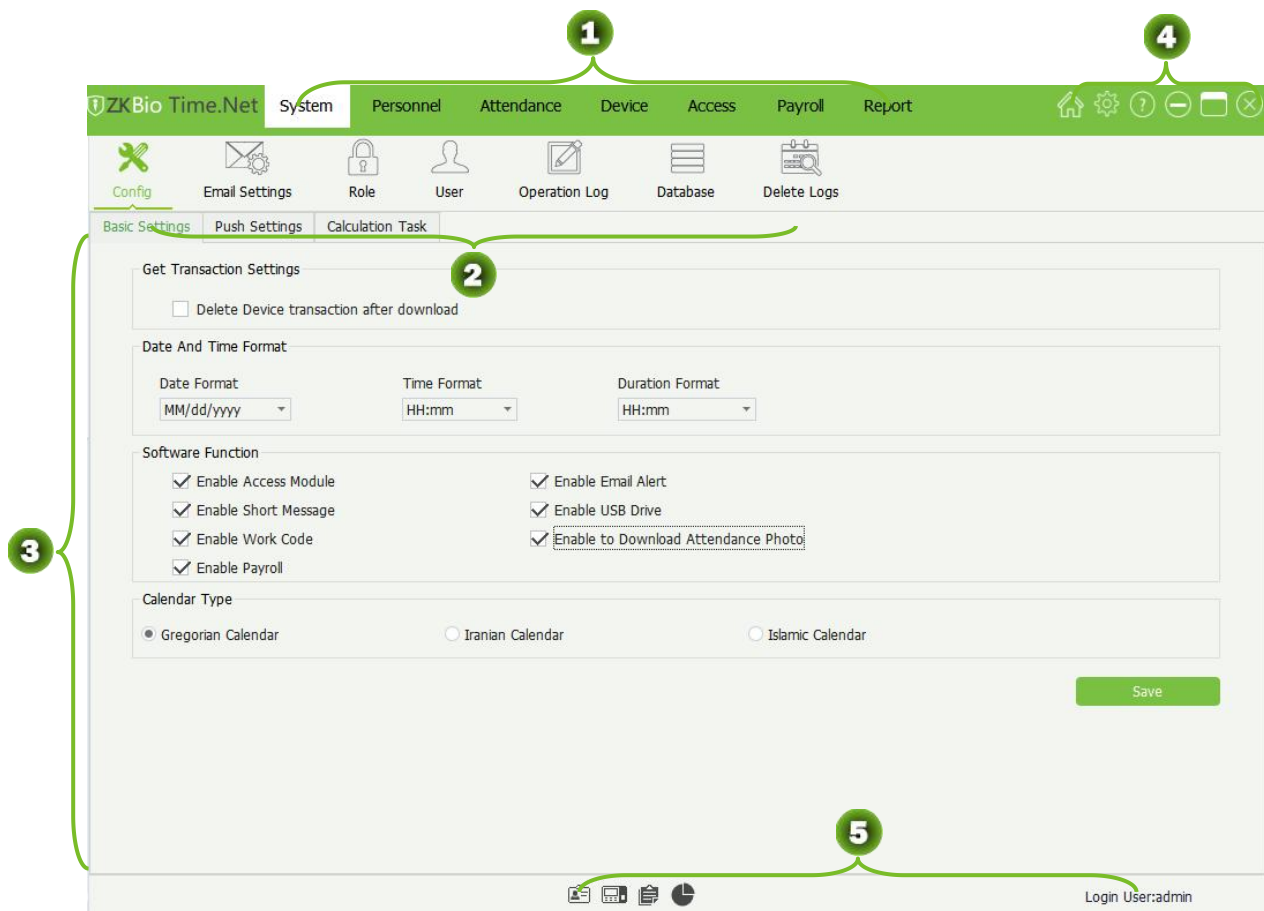 1
4
ZKBio Time.Net System Personnel Attendance Device Access Payroll Report
Config Email Settings Role User Operation Log Database Delete Logs
Basic Settings Push Settings Calculation Task
2
Get Transaction Settings
Delete Device transaction after download
Date And Time Format
Date Format Time Format Duration Format
MM/dd/yyyy HH:mm HH:mm
Software Function
Enable Access Module Enable Email Alert
Enable Short Message Enable USB Drive
3
Enable Work Code Enable to Download Attendance Photo
Enable Payroll
Calendar Type
Gregorian Calendar Iranian Calendar Islamic Calendar
Save
5
Login User:admin